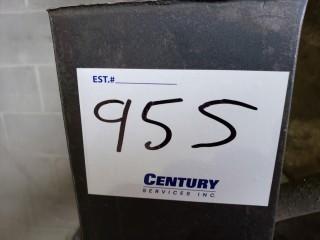 EST.#
955
CENTURY
SERVICES INC